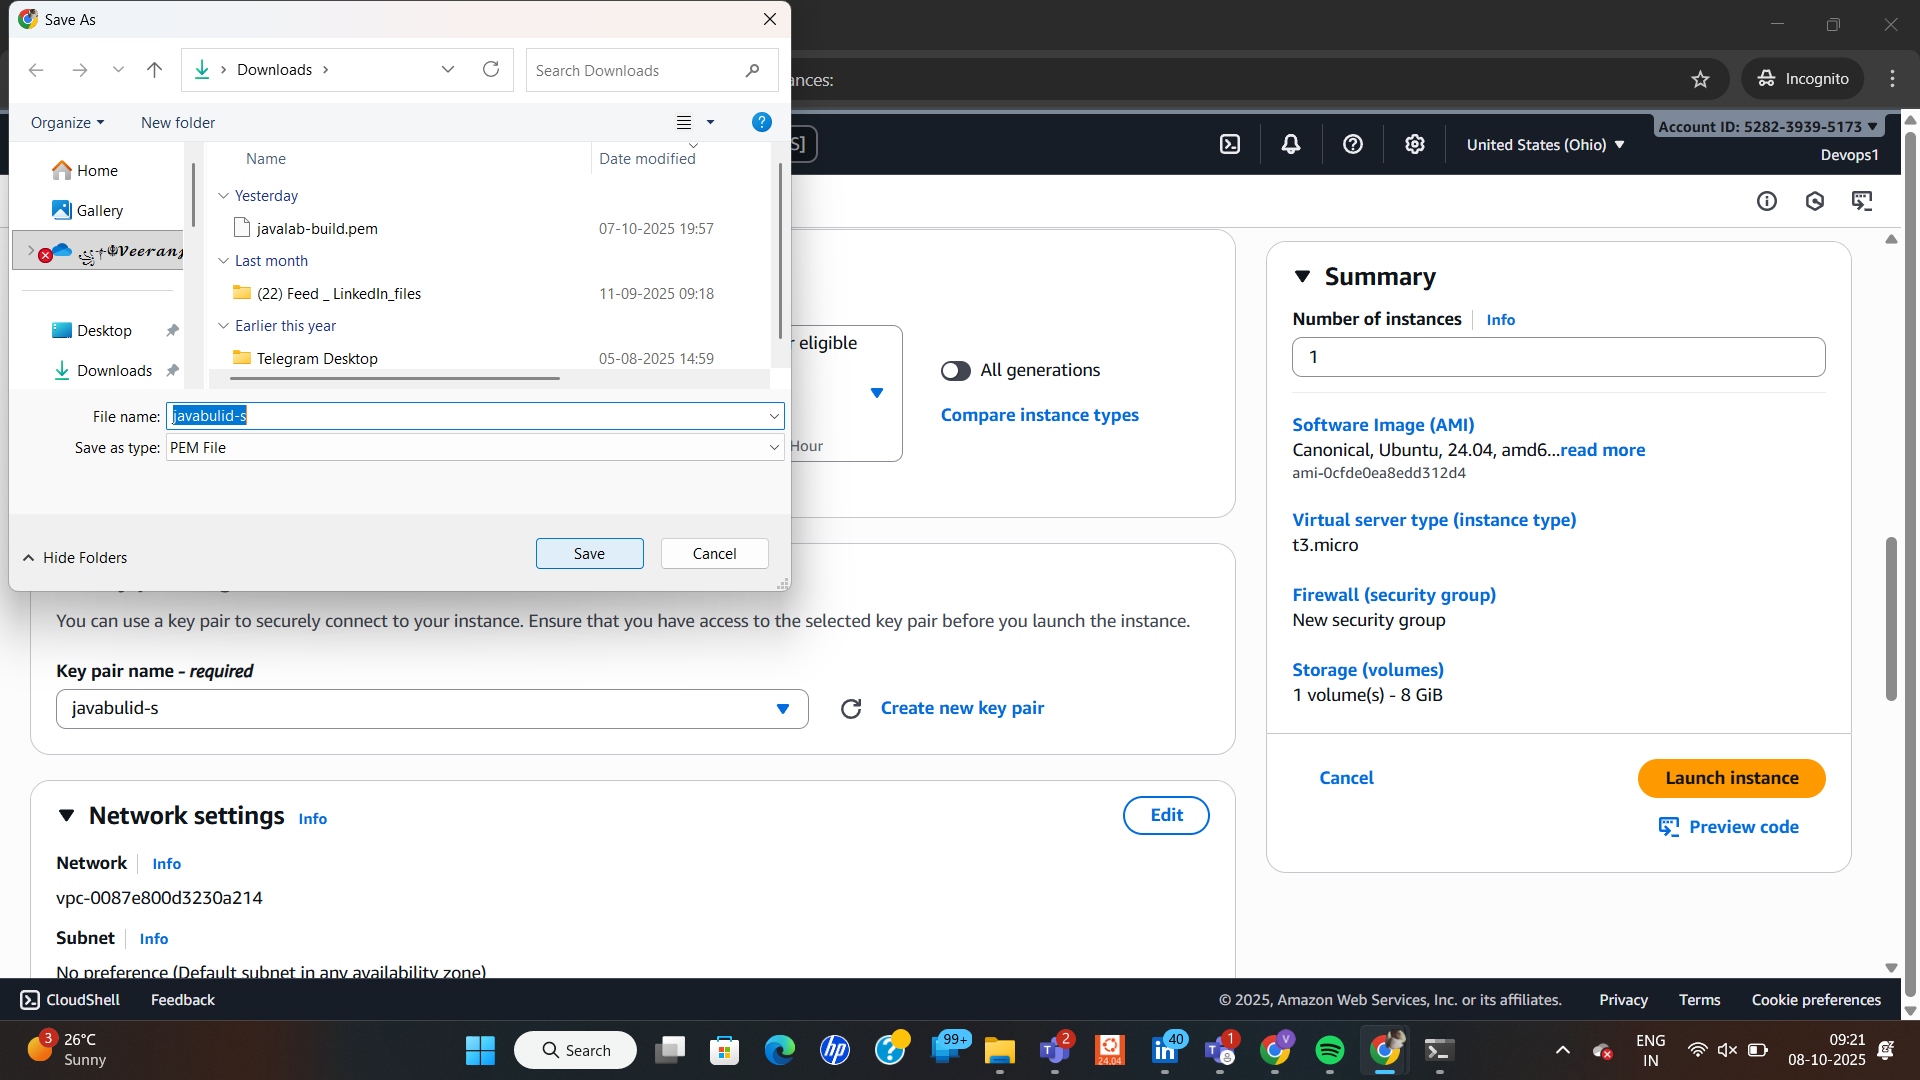 Save As
Downloads
Search Downloads
Organize
New folder
Name
Date modified
Home
Gallery
Desktop
Downloads
Yesterday
javalab-build.pem
07-10-2025 19:57
Last month
(22) Feed _ LinkedIn_files
11-09-2025 09:18
Earlier this year
Telegram Desktop
05-08-2025 14:59
File name:
javabulid-s
Save as type:
PEM File
Hide Folders
Save
Cancel
ances:
Incognito
S]
United States (Ohio)
Account ID: 5282-3939-5173
Devops1
eligible
Hour
All generations
Compare instance types
You can use a key pair to securely connect to your instance. Ensure that you have access to the selected key pair before you launch the instance.
Key pair name - required
javabulid-s
Create new key pair
Network settings
Info
Edit
Network
Info
vpc-0087e800d3230a214
Subnet
Info
No preference (Default subnet in any availability zone)
Summary
Number of instances
Info
1
Software Image (AMI)
Canonical, Ubuntu, 24.04, amd6...read more
ami-0cfde0ea8edd312d4
Virtual server type (instance type)
t3.micro
Firewall (security group)
New security group
Storage (volumes)
1 volume(s) - 8 GiB
Cancel
Launch instance
Preview code
CloudShell
Feedback
© 2025, Amazon Web Services, Inc. or its affiliates.
Privacy
Terms
Cookie preferences
3
26°C
Sunny
Search
hp
99+
2
24.04
40
1
V
ENG
IN
09:21
08-10-2025